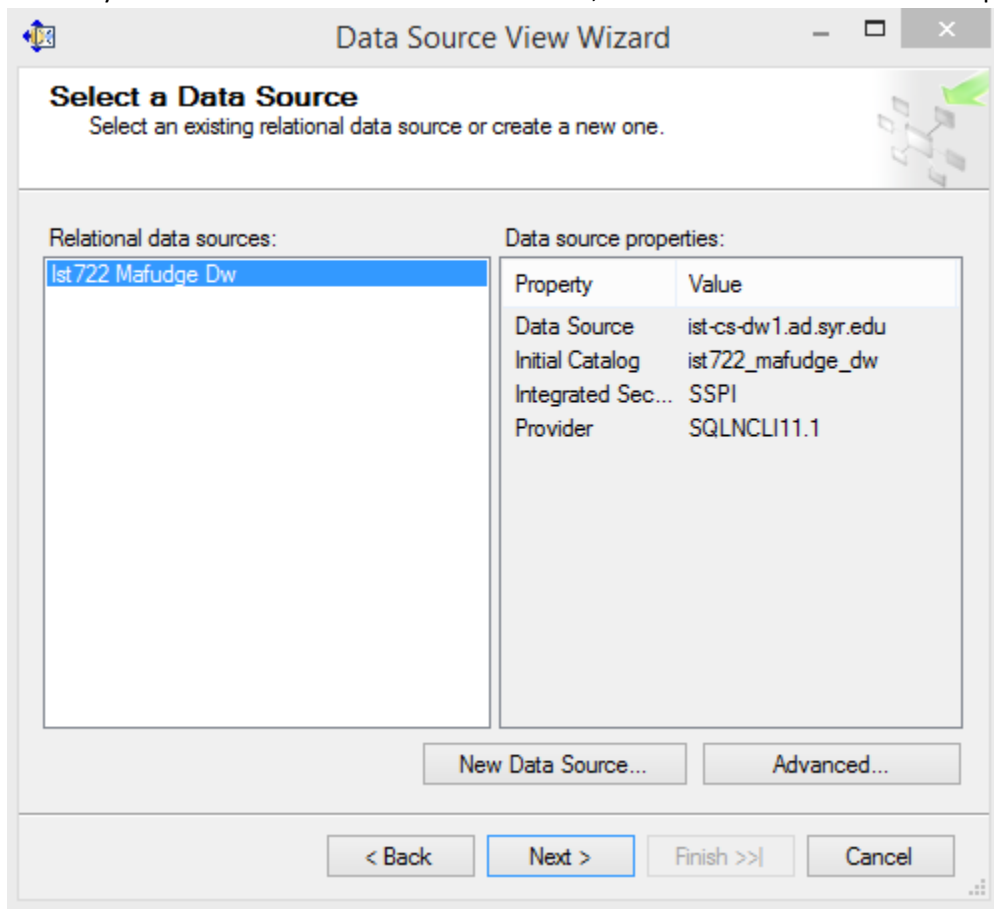 Data Source View Wizard
Select a Data Source
Select an existing relational data source or create a new one.
Relational data sources:
Ist722 Mafudge Dw
Data source properties:
Property Value
Data Source ist-cs-dw1.ad.syr.edu
Initial Catalog ist722_mafudge_dw
Integrated Sec... SSPI
Provider SQLNCLI11.1
New Data Source... Advanced...
< Back Next > Finish >>| Cancel